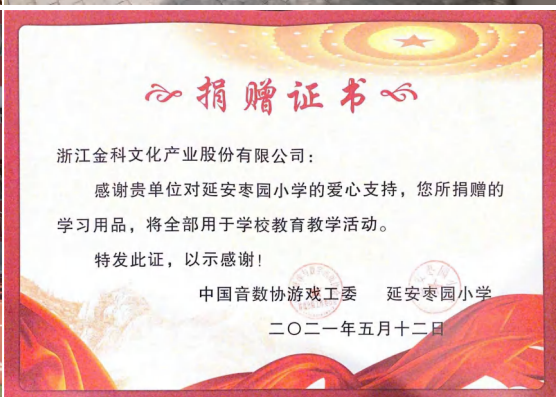 捐赠证书
浙江金科文化产业股份有限公司：
感谢贵单位对延安枣园小学的爱心支持，您所捐赠的
学习用品，将全部用于学校教育教学活动。
特发此证，以示感谢！
中国音数协游戏工委 延安枣园小学
二〇二一年五月十二日